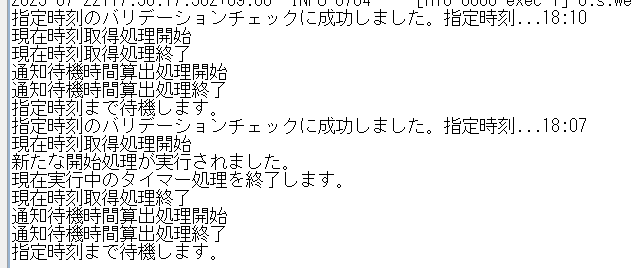 指定時刻のバリデーションチェックに成功しました。指定時刻...18:10
現在時刻取得処理開始
現在時刻取得処理終了
通知待機時間算出処理開始
通知待機時間算出処理終了
指定時刻まで待機します。
指定時刻のバリデーションチェックに成功しました。指定時刻...18:07
現在時刻取得処理開始
新たな開始処理が実行されました。
現在実行中のタイマー処理を終了します。
現在時刻取得処理終了
通知待機時間算出処理開始
通知待機時間算出処理終了
指定時刻まで待機します。